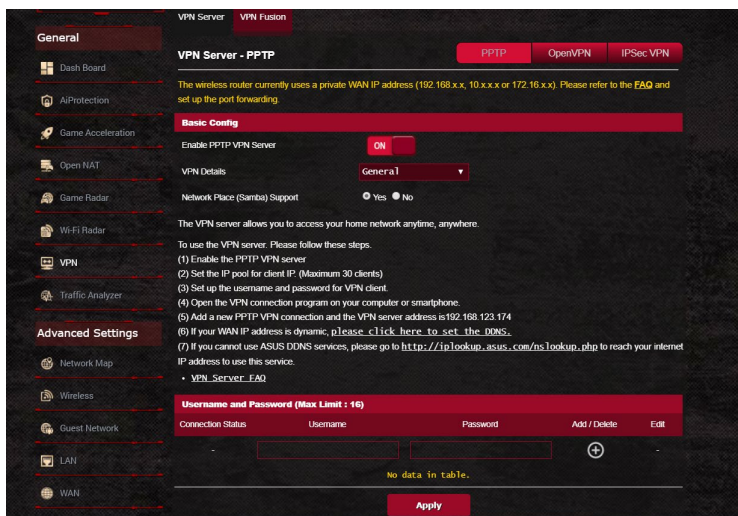 VPN Server VPN Fusion
General
VPN Server - PPTP PPTP OpenVPN IPSec VPN
Dash Board
The wireless router currently uses a private WAN IP address (192.168.x.x, 10.x.x.x or 172.16.x.x). Please refer to the FAQ and
set up the port forwarding.
AiProtection
Basic Config
Game Acceleration
Enable PPTP VPN Server ON
Open NAT
VPN Details General
Game Radar
Network Place (Samba) Support Yes No
Wi-Fi Radar
The VPN server allows you to access your home network anytime, anywhere.
To use the VPN server. Please follow these steps.
(1) Enable the PPTP VPN server
VPN
(2) Set the IP pool for client IP. (Maximum 30 clients)
(3) Set up the username and password for VPN client.
Traffic Analyzer
(4) Open the VPN connection program on your computer or smartphone.
(5) Add a new PPTP VPN connection and the VPN server address is192.168.123.174
Advanced Settings
(6) If your WAN IP address is dynamic, please click here to set the DDNS.
(7) If you cannot use ASUS DDNS services, please go to http://iplookup.asus.com/nslookup.php to reach your internet
IP address to use this service.
Network Map
• VPN Server FAQ
Wireless
Username and Password (Max Limit : 16)
Guest Network
Connection Status Username Password Add / Delete Edit
LAN
- -
No data in table.
WAN
Apply